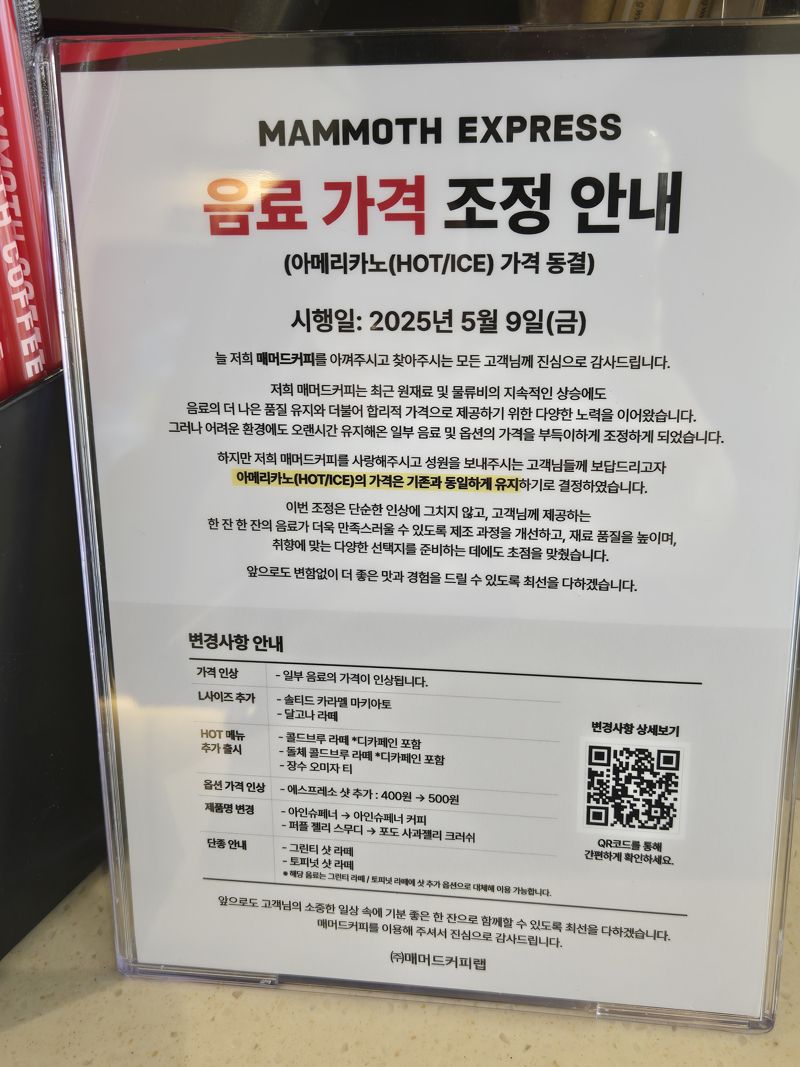 MAMMOTH COFFEE
MAMMOTH EXPRESS
음료 가격 조정 안내
(아메리카노(HOT/ICE) 가격 동결)
시행일: 2025년 5월 9일(금)
늘 저희 매머드커피를 아껴주시고 찾아주시는 모든 고객님께 진심으로 감사드립니다.
저희 매머드커피는 최근 원재료 및 물류비의 지속적인 상승에도
음료의 더 나은 품질 유지와 더불어 합리적 가격으로 제공하기 위한 다양한 노력을 이어왔습니다.
그러나 어려운 환경에도 오랜시간 유지해온 일부 음료 및 옵션의 가격을 부득이하게 조정하게 되었습니다.
하지만 저희 매머드커피를 사랑해주시고 성원을 보내주시는 고객님들께 보답드리고자
아메리카노(HOT/ICE)의 가격은 기존과 동일하게 유지하기로 결정하였습니다.
이번 조정은 단순한 인상에 그치지 않고, 고객님께 제공하는
한 잔 한 잔의 음료가 더욱 만족스러울 수 있도록 제조 과정을 개선하고, 재료 품질을 높이며,
취향에 맞는 다양한 선택지를 준비하는 데에도 초점을 맞췄습니다.
앞으로도 변함없이 더 좋은 맛과 경험을 드릴 수 있도록 최선을 다하겠습니다.
변경사항 안내
가격 인상 - 일부 음료의 가격이 인상됩니다.
L사이즈 추가 - 솔티드 카라멜 마키아토
- 달고나 라떼
HOT 메뉴 추가 출시 - 콜드브루 라떼 *디카페인 포함
- 돌체 콜드브루 라떼 *디카페인 포함
- 장수 오미자 티
옵션 가격 인상 - 에스프레소 샷 추가 : 400원 → 500원
제품명 변경 - 아인슈페너 → 아인슈페너 커피
- 퍼플 젤리 스무디 → 포도 사과젤리 크러쉬
단종 안내 - 그린티 샷 라떼
- 토피넛 샷 라떼
* 해당 음료는 그린티 라떼 / 토피넛 라떼에 샷 추가 옵션으로 대체해 이용 가능합니다.
변경사항 상세보기
QR코드를 통해
간편하게 확인하세요.
앞으로도 고객님의 소중한 일상 속에 기분 좋은 한 잔으로 함께할 수 있도록 최선을 다하겠습니다.
매머드커피를 이용해 주셔서 진심으로 감사드립니다.
㈜매머드커피랩